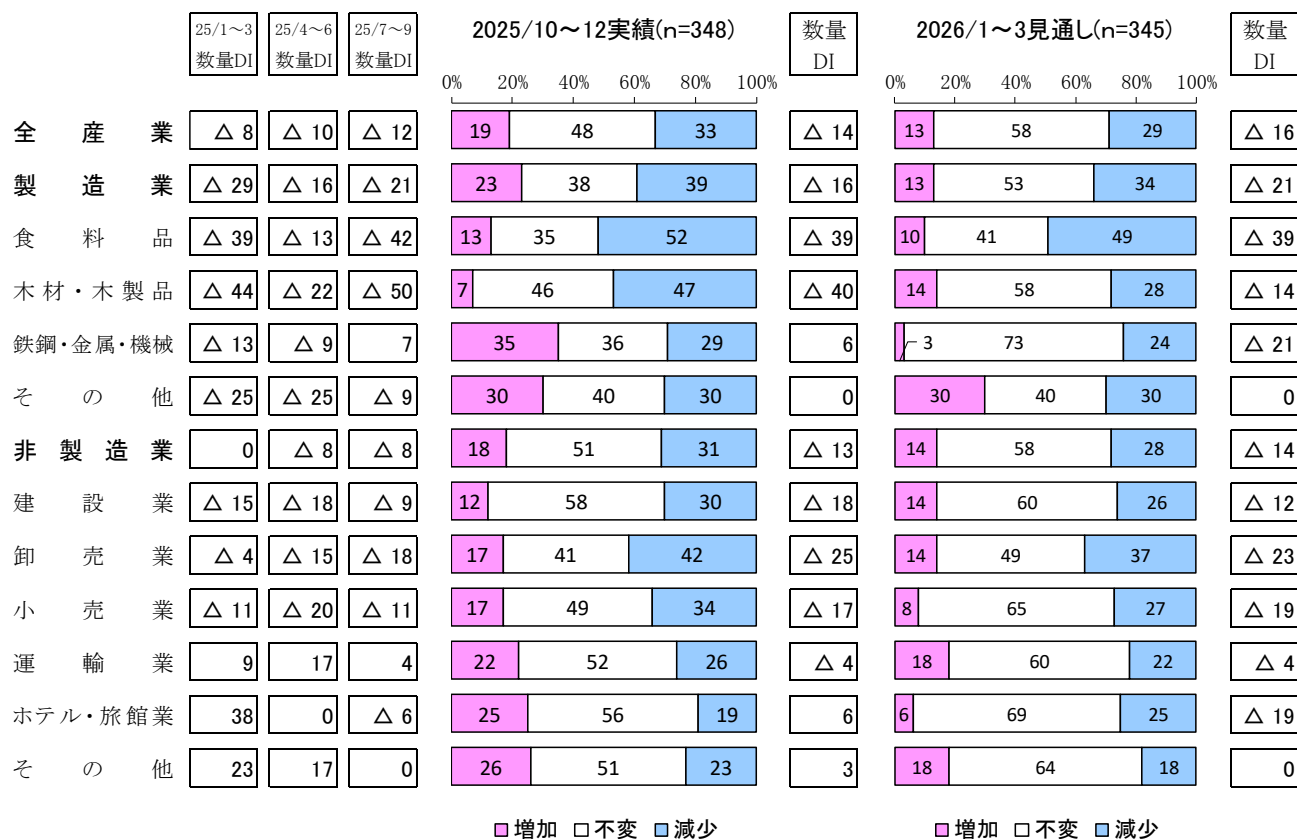 25/1～3 25/4～6 25/7～9 2025/10～12実績(n=348) 数量 2026/1～3見通し(n=345) 数量
数量DI 数量DI 数量DI DI DI
0% 20% 40% 60% 80% 100% 0% 20% 40% 60% 80% 100%
全産業 △ 8 △ 10 △ 12 19 48 33 △ 14 13 58 29 △ 16
製造業 △ 29 △ 16 △ 21 23 38 39 △ 16 13 53 34 △ 21
食料品 △ 39 △ 13 △ 42 13 35 52 △ 39 10 41 49 △ 39
木材・木製品 △ 44 △ 22 △ 50 7 46 47 △ 40 14 58 28 △ 14
鉄鋼・金属・機械 △ 13 △ 9 7 35 36 29 6 3 73 24 △ 21
その他 △ 25 △ 25 △ 9 30 40 30 0 30 40 30 0
非製造業 0 △ 8 △ 8 18 51 31 △ 13 14 58 28 △ 14
建設業 △ 15 △ 18 △ 9 12 58 30 △ 18 14 60 26 △ 12
卸売業 △ 4 △ 15 △ 18 17 41 42 △ 25 14 49 37 △ 23
小売業 △ 11 △ 20 △ 11 17 49 34 △ 17 8 65 27 △ 19
運輸業 9 17 4 22 52 26 △ 4 18 60 22 △ 4
ホテル・旅館業 38 0 △ 6 25 56 19 6 6 69 25 △ 19
その他 23 17 0 26 51 23 3 18 64 18 0
増加 不変 減少 増加 不変 減少